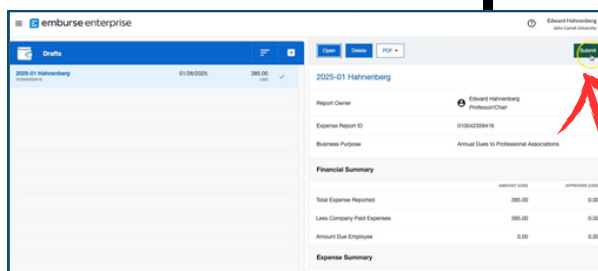 emburse enterprise
Edward Hahnenberg
John Carroll University
Drafts
Open Delete PDF Submit
2025-01 Hahnenberg 01/26/2025 385.00
010042359416 USD
2025-01 Hahnenberg
Report Owner Edward Hahnenberg
Professor/Chair
Expense Report ID 010042359416
Business Purpose Annual Dues to Professional Associations
Financial Summary
AMOUNT (USD) APPROVED (USD)
Total Expense Reported 385.00 0.00
Less Company Paid Expenses 385.00 0.00
Amount Due Employee 0.00 0.00
Expense Summary